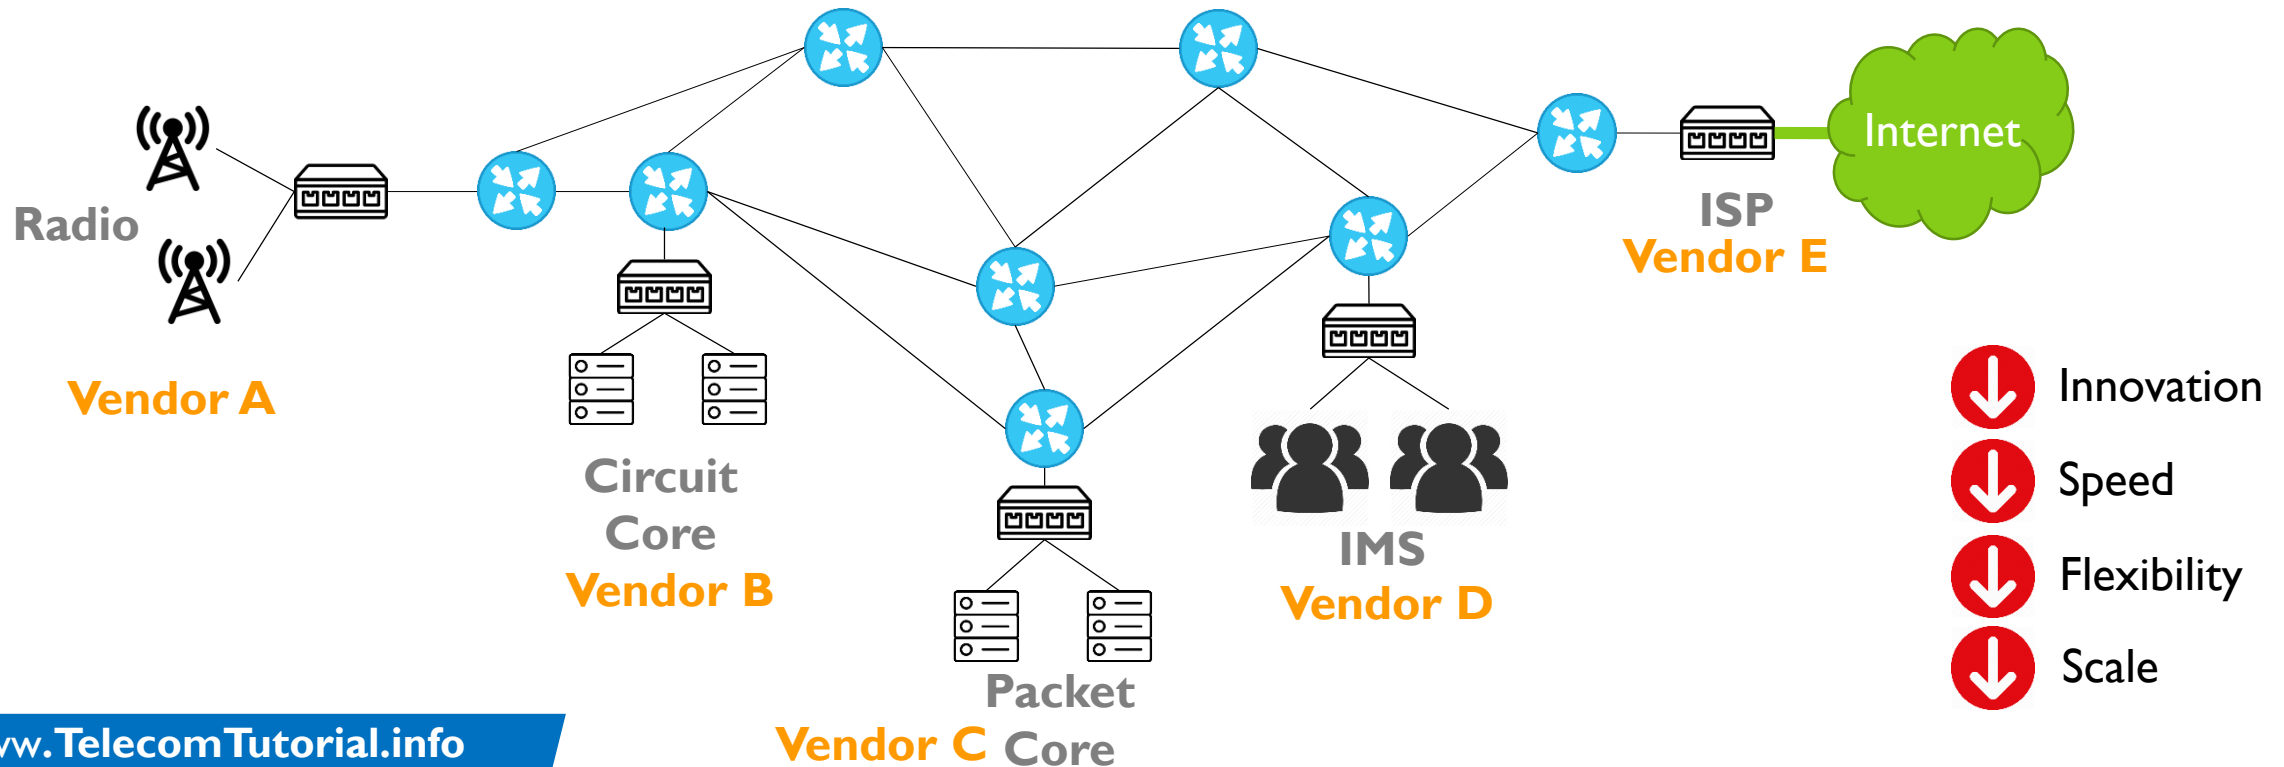 Internet
Radio
ISP
Vendor E
Vendor A
Innovation
Circuit
Core
Vendor B
Speed
IMS
Vendor D
Flexibility
Scale
Packet
Vendor C Core
ww.TelecomTutorial.info